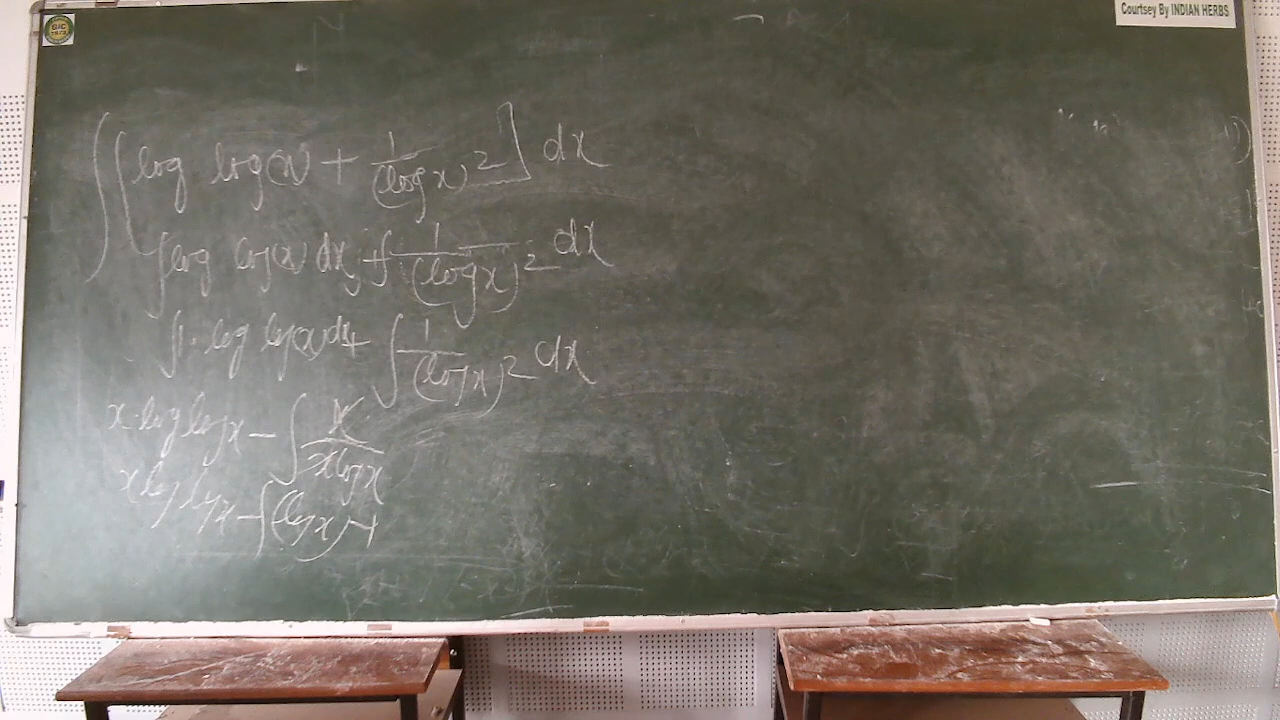 Courtsey By INDIAN HERBS
GIC
∫[log log(x) + 1/(log x)^2] dx
∫log log(x) dx + ∫ 1/(log x)^2 dx
∫1·log log(x) dx + ∫ 1/(log x)^2 dx
x·log log x - ∫ x/(x log x)
x log log x - ∫(log x)^-1